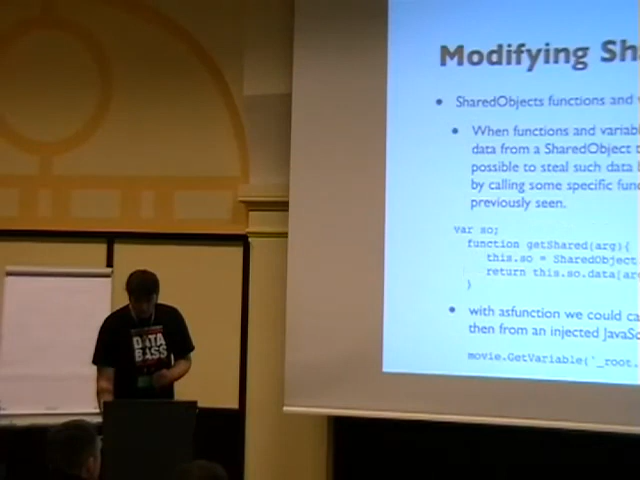 Modifying Sha
SharedObjects functions and
When functions and variabl
data from a SharedObject
possible to steal such data
by calling some specific func
previously seen.
var so;
function getShared(arg){
this.so = SharedObject.
return this.so.data[ar
}
with asfunction we could ca
then from an injected JavaSc
movie.GetVariable('_root.
DATA
BASS